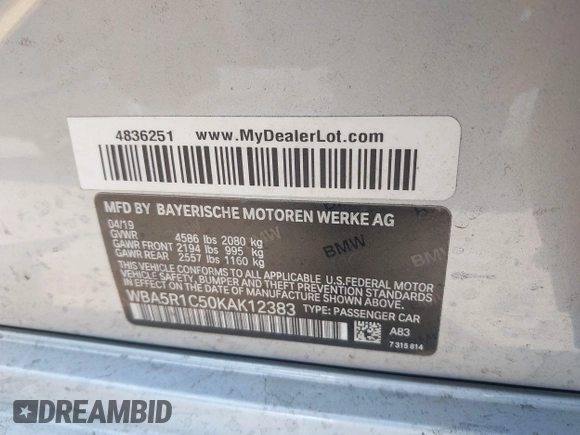 4836251 www.MyDealerLot.com
MFD BY BAYERISCHE MOTOREN WERKE AG
04/19
GVWR 4586 lbs 2080 kg
GAWR FRONT 2194 lbs 995 kg
GAWR REAR 2557 lbs 1160 kg
THIS VEHICLE CONFORMS TO ALL APPLICABLE U.S.FEDERAL MOTOR
VEHICLE SAFETY, BUMPER, AND THEFT PREVENTION STANDARDS
IN EFFECT ON THE DATE OF MANUFACTURE SHOWN ABOVE.
WBA5R1C50KAK12383 TYPE: PASSENGER CAR
A83
7 315 814
BMW
BMW
DREAMBID